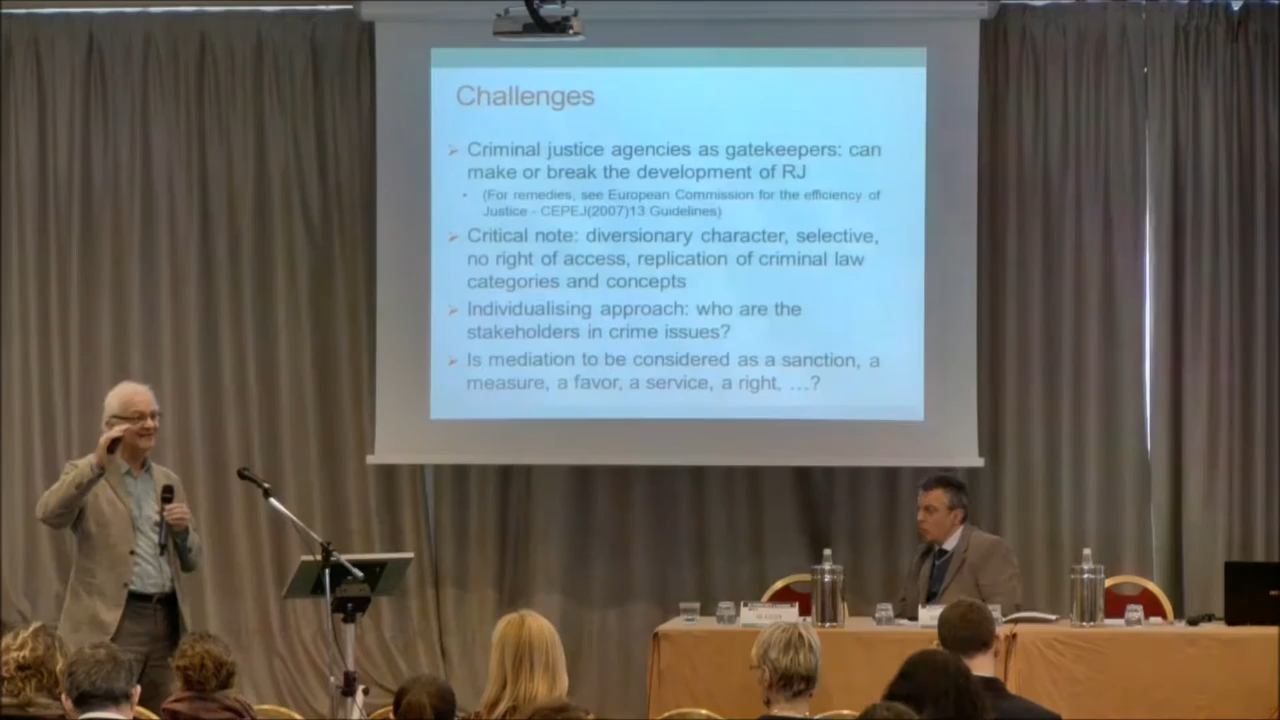 Challenges
➢ Criminal justice agencies as gatekeepers: can
make or break the development of RJ
• (For remedies, see European Commission for the efficiency of
Justice - CEPEJ(2007)13 Guidelines)
➢ Critical note: diversionary character, selective,
no right of access, replication of criminal law
categories and concepts
➢ Individualising approach: who are the
stakeholders in crime issues?
➢ Is mediation to be considered as a sanction, a
measure, a favor, a service, a right, …?